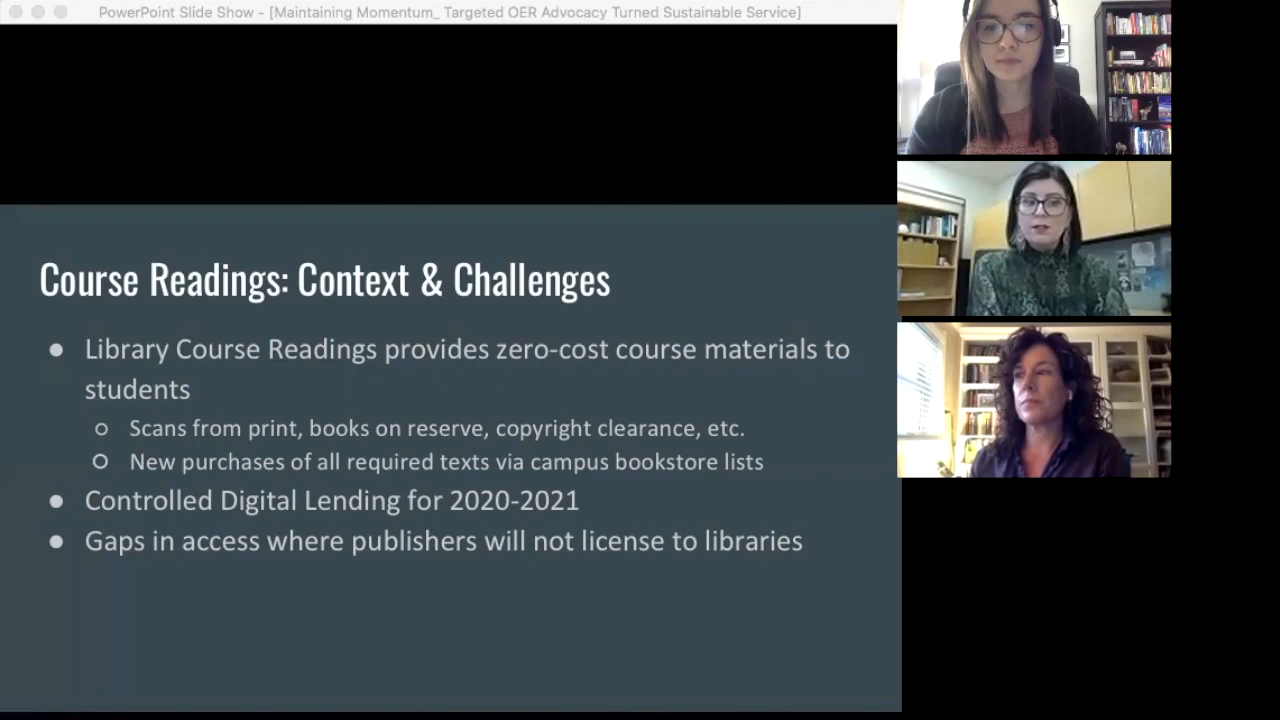 PowerPoint Slide Show - [Maintaining Momentum_ Targeted OER Advocacy Turned Sustainable Service]
Course Readings: Context & Challenges
● Library Course Readings provides zero-cost course materials to
students
○ Scans from print, books on reserve, copyright clearance, etc.
○ New purchases of all required texts via campus bookstore lists
● Controlled Digital Lending for 2020-2021
● Gaps in access where publishers will not license to libraries